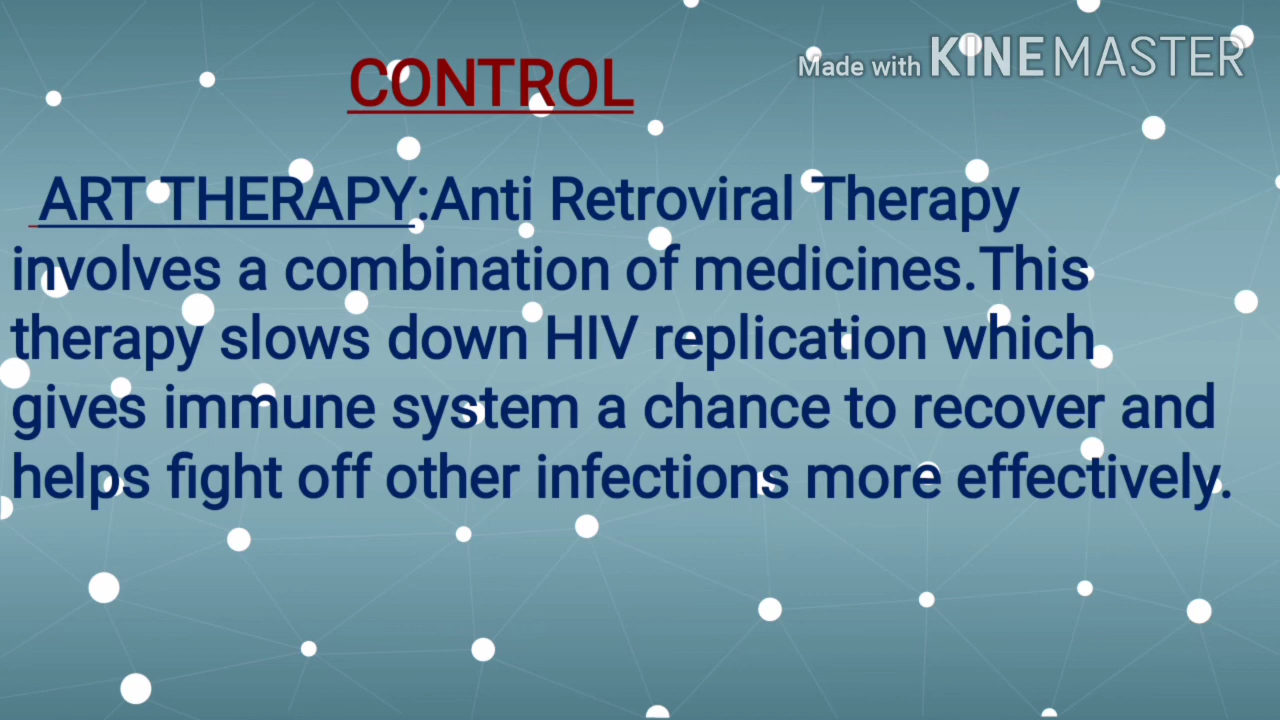 Made with KINEMASTER
CONTROL
ART THERAPY:Anti Retroviral Therapy
involves a combination of medicines.This
therapy slows down HIV replication which
gives immune system a chance to recover and
helps fight off other infections more effectively.